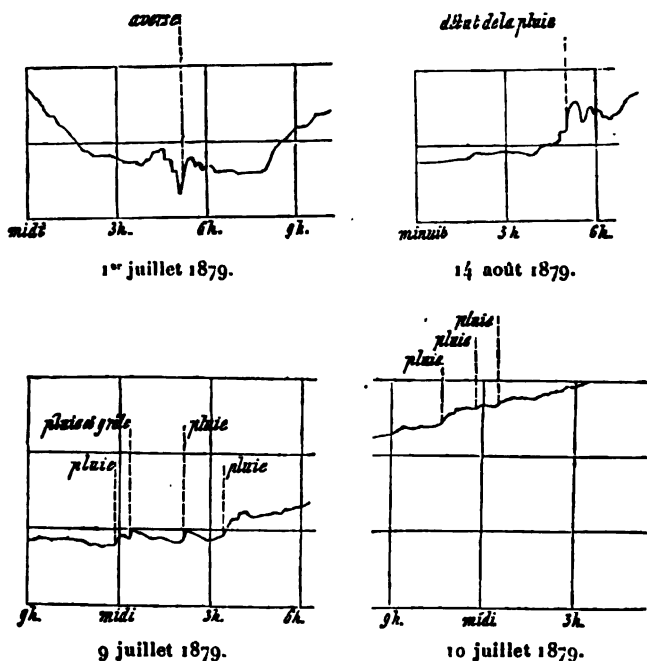 averse
début de la pluie
midi 3h. 6h. 9h.
minuit 3h 6h.
1er juillet 1879.
14 août 1879.
pluie
pluie
pluie
pluie et grêle
pluie
pluie
pluie
9h. midi 3h. 6h.
9h. midi 3h.
9 juillet 1879.
10 juillet 1879.